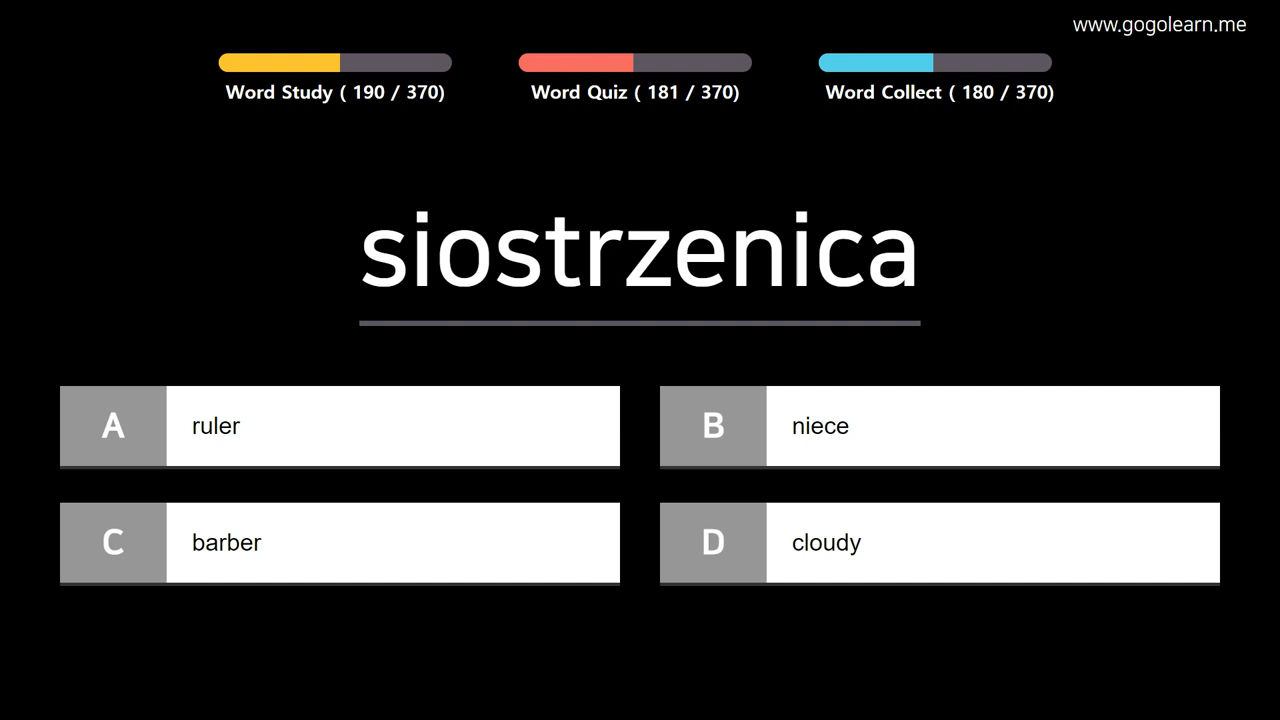 www.gogolearn.me
Word Study ( 190 / 370)
Word Quiz ( 181 / 370)
Word Collect ( 180 / 370)
siostrzenica
A ruler
B niece
C barber
D cloudy